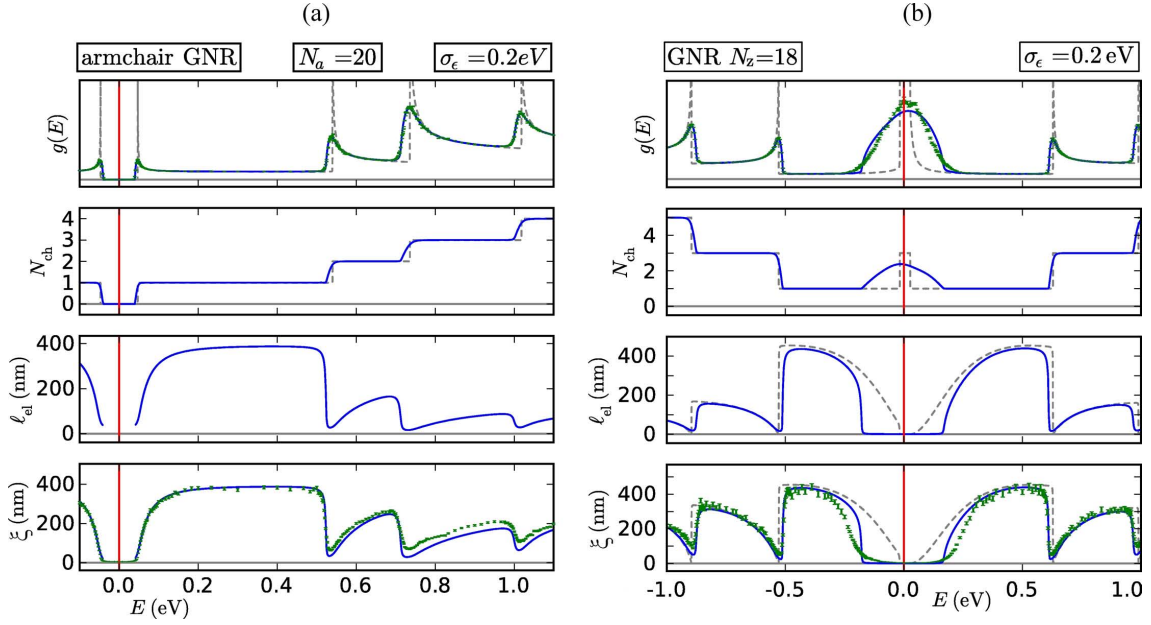 (a)
armchair GNR
N_a =20
σ_ϵ =0.2eV
g(E)
4
3
2
1
0
N_ch
400
200
0
ℓ_el (nm)
400
200
0
ξ (nm)
0.0 0.2 0.4 0.6 0.8 1.0
E (eV)
(b)
GNR N_z=18
σ_ϵ =0.2 eV
g(E)
4
2
0
N_ch
400
200
0
ℓ_el (nm)
400
200
0
ξ (nm)
-1.0 -0.5 0.0 0.5 1.0
E (eV)